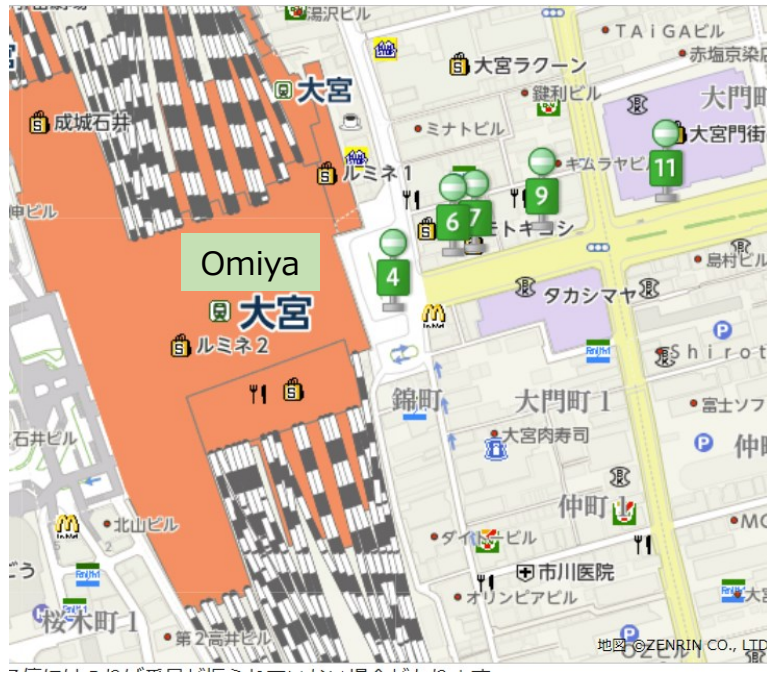 湯沢ビル
TAiGAビル
赤塩京染店
大宮ラクーン
大宮
鍵利ビル
大門町
成城石井
ミナトビル
大宮門街
ルミネ1
キムラヤビル
11
9
6
7
モトキヨシ
4
Omiya
島村ビル
タカシマヤ
大宮
ルミネ2
Shirot
錦町
大門町1
富士ソフ
石井ビル
大宮肉寿司
仲町
仲町1
北山ビル
ダイトービル
市川医院
桜木町1
オリンピアビル
第2高井ビル
地図 ©ZENRIN CO., LTD